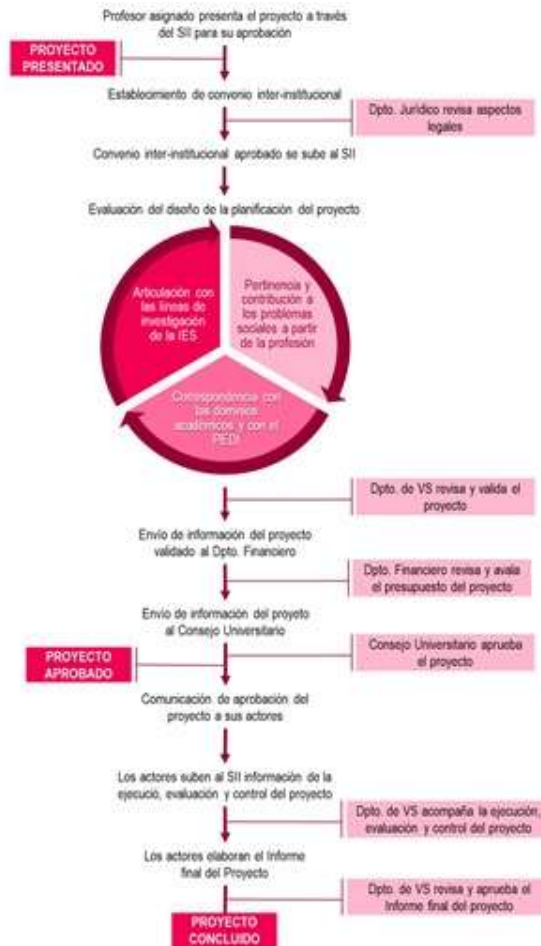 Profesor asignado presenta el proyecto a través
del SII para su aprobación
PROYECTO
PRESENTADO
Establecimiento de convenio inter-institucional
Dpto. Jurídico revisa aspectos
legales
Convenio inter-institucional aprobado se sube al SII
Evaluación del diseño de la planificación del proyecto
Articulación con
las líneas de
investigación
de la IES
Pertinencia y
contribución a
los problemas
sociales a partir
de la profesión
Correspondencia con
los dominios
académicos y con el
PEDI
Dpto. de VS revisa y valida el
proyecto
Envío de información del proyecto
validado al Dpto. Financiero
Dpto. Financiero revisa y avala
el presupuesto del proyecto
Envío de información del proyeto
al Consejo Universitario
PROYECTO
APROBADO
Consejo Universitario aprueba
el proyecto
Comunicación de aprobación del
proyecto a sus actores
Los actores suben al SII información de la
ejecució, evaluación y control del proyecto
Dpto. de VS acompaña la ejecución,
evaluación y control del proyecto
Los actores elaboran el Informe
final del Proyecto
Dpto. de VS revisa y aprueba el
Informe final del proyecto
PROYECTO
CONCLUIDO